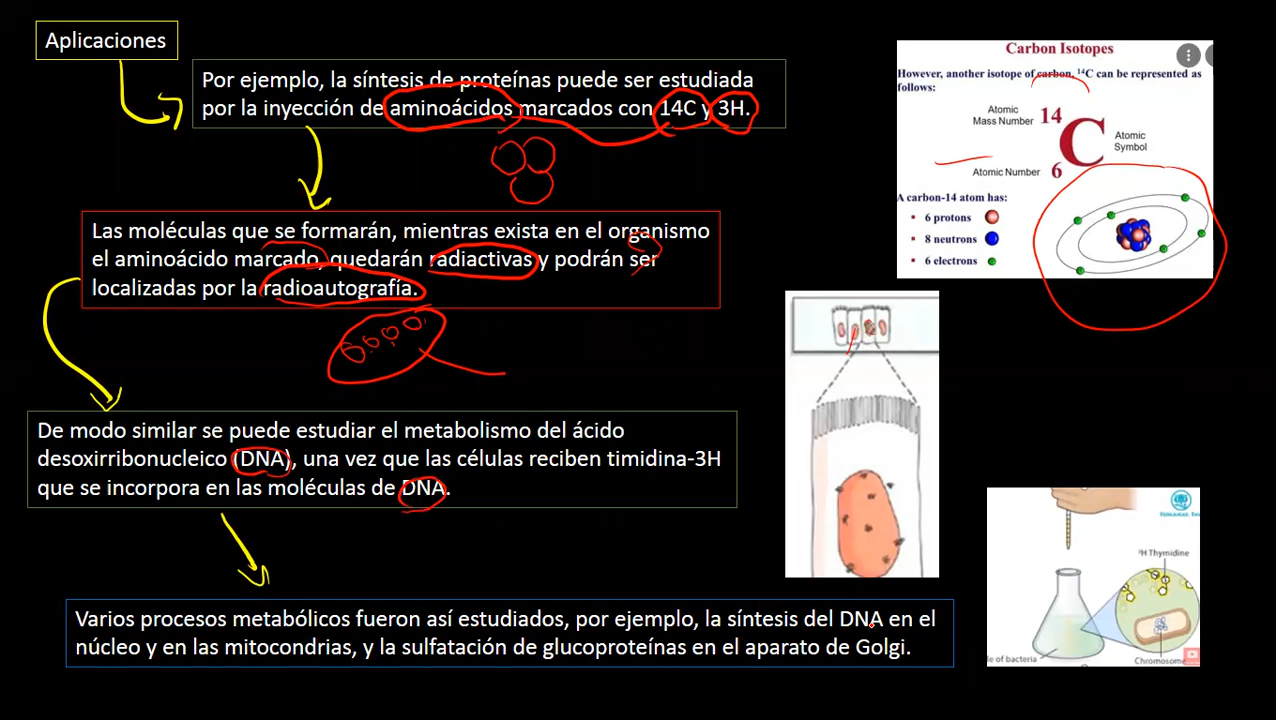 Aplicaciones
Por ejemplo, la síntesis de proteínas puede ser estudiada
por la inyección de aminoácidos marcados con 14C y 3H.
Las moléculas que se formarán, mientras exista en el organismo
el aminoácido marcado, quedarán radiactivas y podrán ser
localizadas por la radioautografía.
De modo similar se puede estudiar el metabolismo del ácido
desoxirribonucleico (DNA), una vez que las células reciben timidina-3H
que se incorpora en las moléculas de DNA.
Varios procesos metabólicos fueron así estudiados, por ejemplo, la síntesis del DNA en el
núcleo y en las mitocondrias, y la sulfatación de glucoproteínas en el aparato de Golgi.
Carbon Isotopes
However, another isotope of carbon, ¹⁴C can be represented as
follows:
Atomic
Mass Number 14
C
Atomic
Symbol
Atomic Number 6
A carbon-14 atom has:
▪ 6 protons
▪ 8 neutrons
▪ 6 electrons
³H Thymidine
le of bacteria
Chromosome